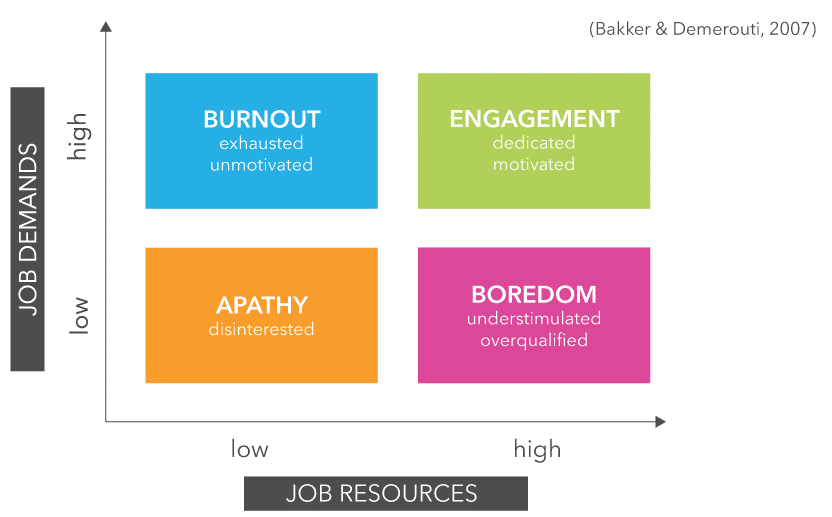 (Bakker & Demerouti, 2007)
JOB DEMANDS
high
low
BURNOUT
exhausted
unmotivated
ENGAGEMENT
dedicated
motivated
APATHY
disinterested
BOREDOM
understimulated
overqualified
low
high
JOB RESOURCES